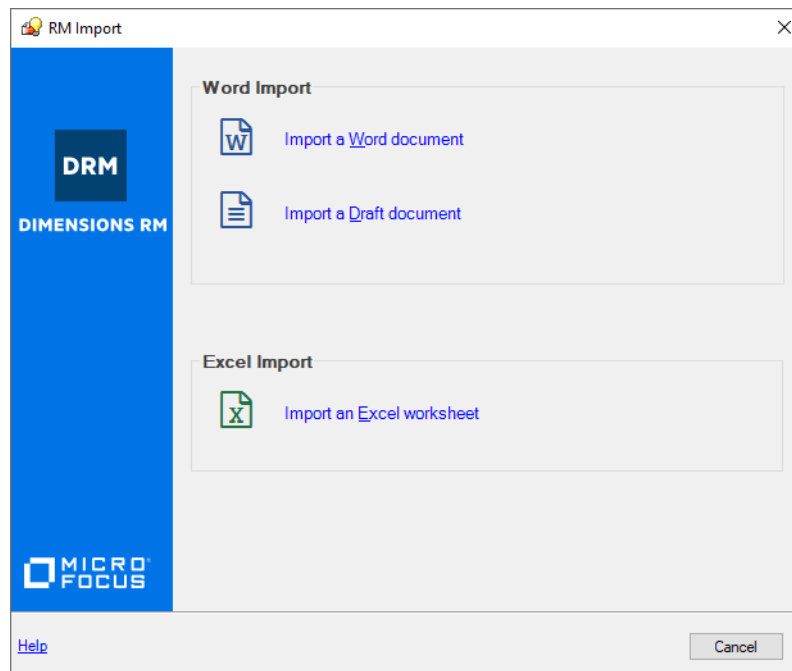 RM Import
Word Import
W
Import a Word document
DRM
DIMENSIONS RM
Import a Draft document
Excel Import
X
Import an Excel worksheet
MICRO®
FOCUS
Help
Cancel